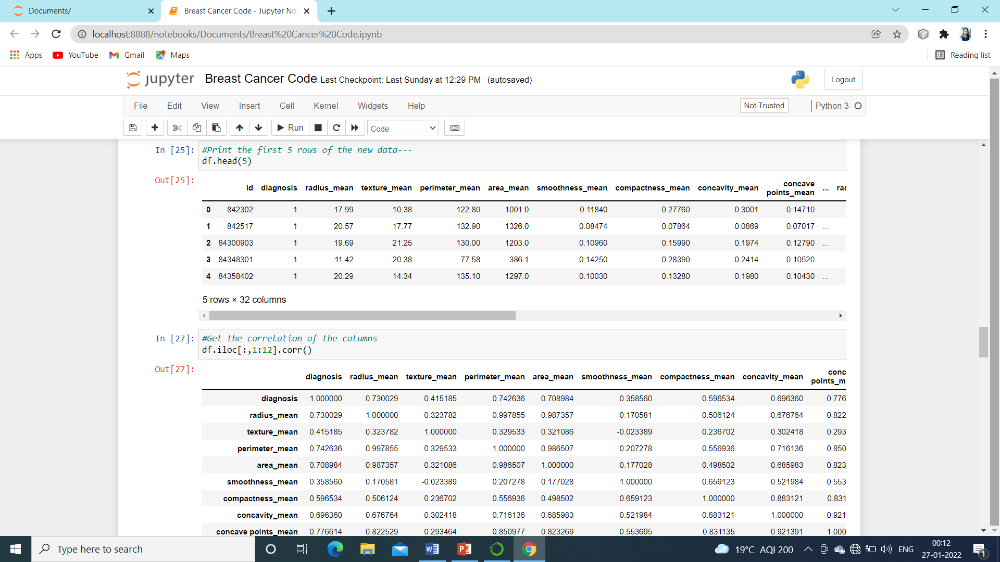 Documents/
Breast Cancer Code - Jupyter No
localhost:8888/notebooks/Documents/Breast%20Cancer%20Code.ipynb
Apps YouTube Gmail Maps Reading list
jupyter Breast Cancer Code Last Checkpoint: Last Sunday at 12:29 PM (autosaved) Logout
File Edit View Insert Cell Kernel Widgets Help Not Trusted Python 3
Run Code
In [25]: #Print the first 5 rows of the new data---
df.head(5)
Out[25]:
id diagnosis radius_mean texture_mean perimeter_mean area_mean smoothness_mean compactness_mean concavity_mean concave points_mean ... rac
0 842302 1 17.99 10.38 122.80 1001.0 0.11840 0.27760 0.3001 0.14710 ...
1 842517 1 20.57 17.77 132.90 1326.0 0.08474 0.07864 0.0869 0.07017 ...
2 84300903 1 19.69 21.25 130.00 1203.0 0.10960 0.15990 0.1974 0.12790 ...
3 84348301 1 11.42 20.38 77.58 386.1 0.14250 0.28390 0.2414 0.10520 ...
4 84358402 1 20.29 14.34 135.10 1297.0 0.10030 0.13280 0.1980 0.10430 ...
5 rows × 32 columns
In [27]: #Get the correlation of the columns
df.iloc[:,1:12].corr()
Out[27]:
diagnosis radius_mean texture_mean perimeter_mean area_mean smoothness_mean compactness_mean concavity_mean conc points_m
diagnosis 1.000000 0.730029 0.415185 0.742636 0.708984 0.358560 0.596534 0.696360 0.776
radius_mean 0.730029 1.000000 0.323782 0.997855 0.987357 0.170581 0.506124 0.676764 0.822
texture_mean 0.415185 0.323782 1.000000 0.329533 0.321086 -0.023389 0.236702 0.302418 0.293
perimeter_mean 0.742636 0.997855 0.329533 1.000000 0.986507 0.207278 0.556936 0.716136 0.850
area_mean 0.708984 0.987357 0.321086 0.986507 1.000000 0.177028 0.498502 0.685983 0.823
smoothness_mean 0.358560 0.170581 -0.023389 0.207278 0.177028 1.000000 0.659123 0.521984 0.553
compactness_mean 0.596534 0.506124 0.236702 0.556936 0.498502 0.659123 1.000000 0.883121 0.831
concavity_mean 0.696360 0.676764 0.302418 0.716136 0.685983 0.521984 0.883121 1.000000 0.921
concave points_mean 0.776614 0.822529 0.293464 0.850977 0.823269 0.553695 0.831135 0.921391 1.000
Type here to search
19°C AQI 200 ENG
00:12
27-01-2022
1